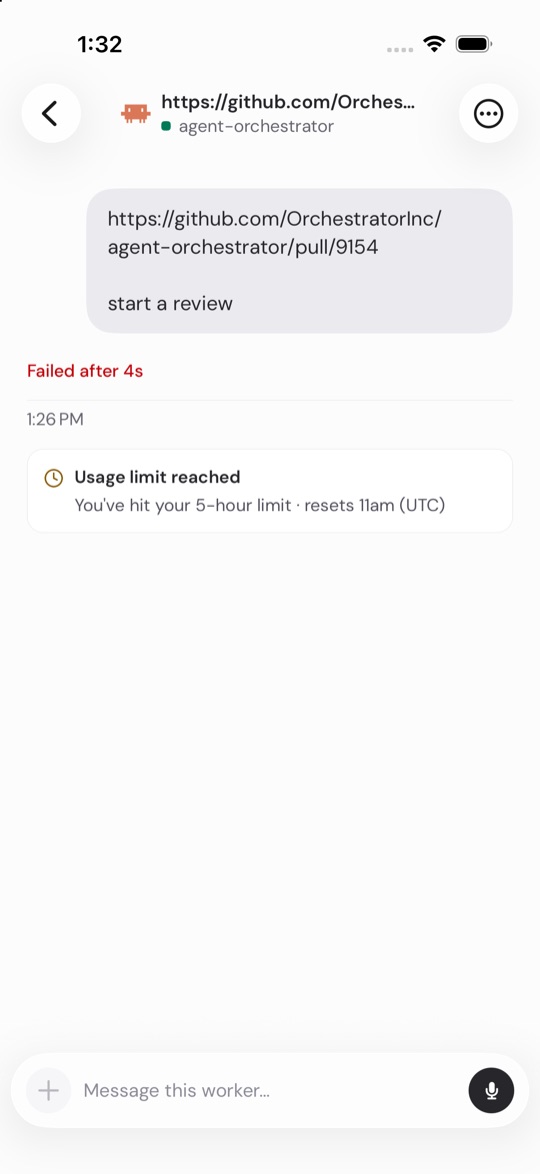 1:32
https://github.com/Orches...
agent-orchestrator
https://github.com/OrchestratorInc/
agent-orchestrator/pull/9154
start a review
Failed after 4s
1:26 PM
Usage limit reached
You've hit your 5-hour limit · resets 11am (UTC)
Message this worker...